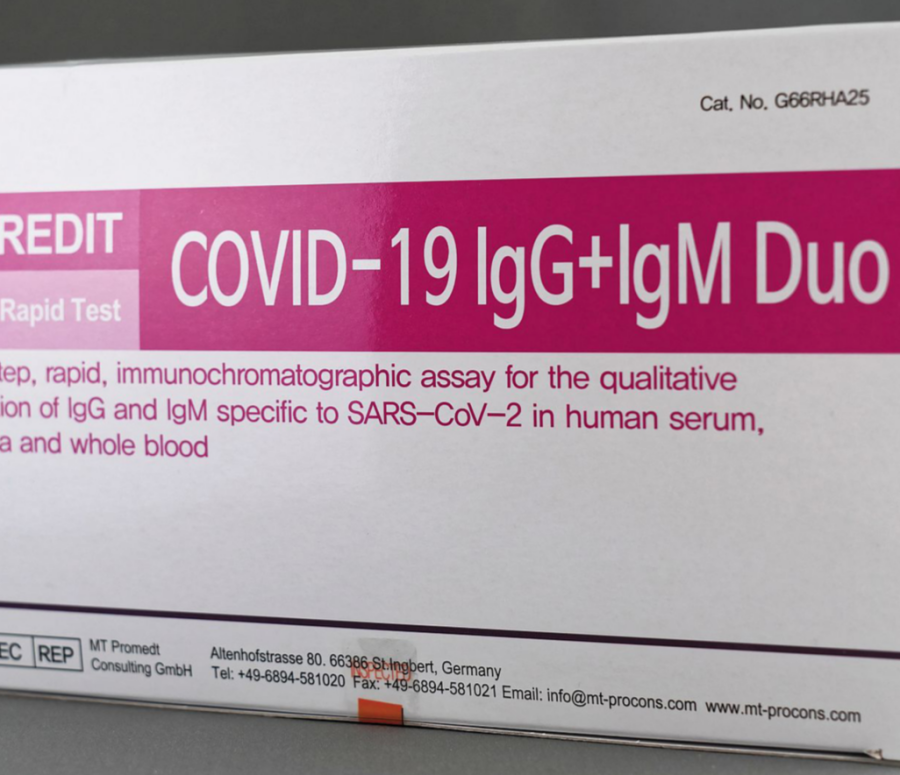 Cat. No. G66RHA25
REDIT
Rapid Test
COVID-19 IgG+IgM Duo
tep, rapid, immunochromatographic assay for the qualitative
ion of IgG and IgM specific to SARS-CoV-2 in human serum,
a and whole blood
EC REP
MT Promedt
Consulting GmbH
Altenhofstrasse 80. 66386 St.Ingbert, Germany
Tel: +49-6894-581020 Fax: +49-6894-581021 Email: info@mt-procons.com www.mt-procons.com